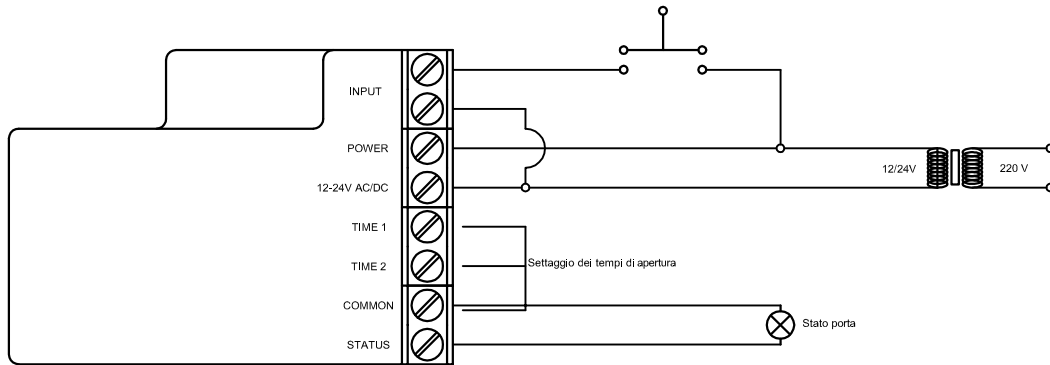 INPUT
POWER
12-24V AC/DC
12/24V
220 V
TIME 1
TIME 2
Settaggio dei tempi di apertura
COMMON
Stato porta
STATUS